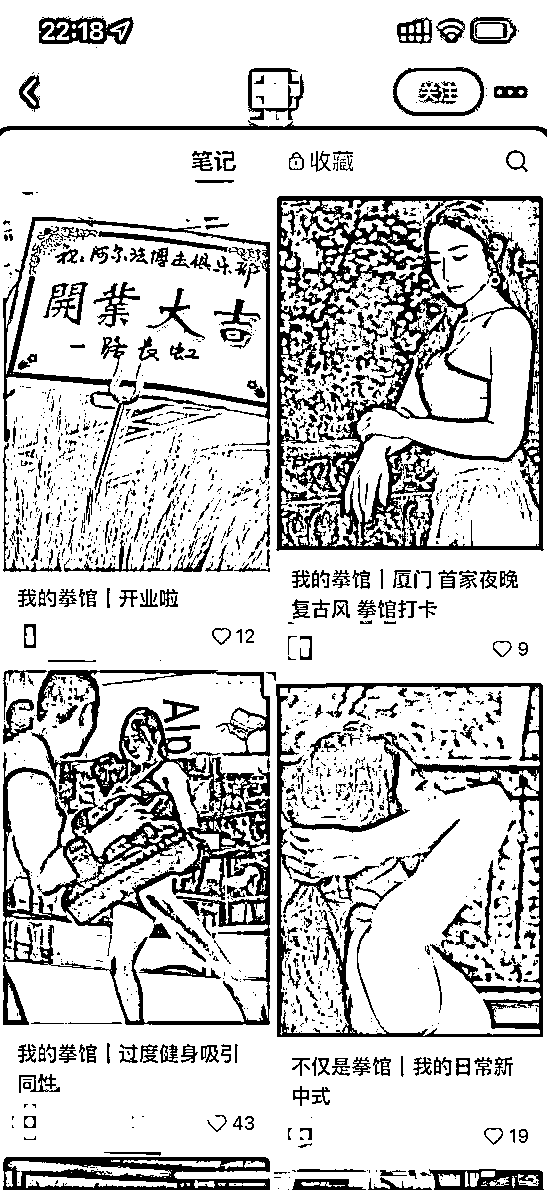 22:18
关注
笔记
收藏
祝:阿尔法博击俱乐部
開業大吉
一路长虹
我的拳馆｜开业啦
12
我的拳馆｜厦门 首家夜晚
复古风 拳馆打卡
9
Alp
我的拳馆｜过度健身吸引
同性
43
不仅是拳馆｜我的日常新
中式
19